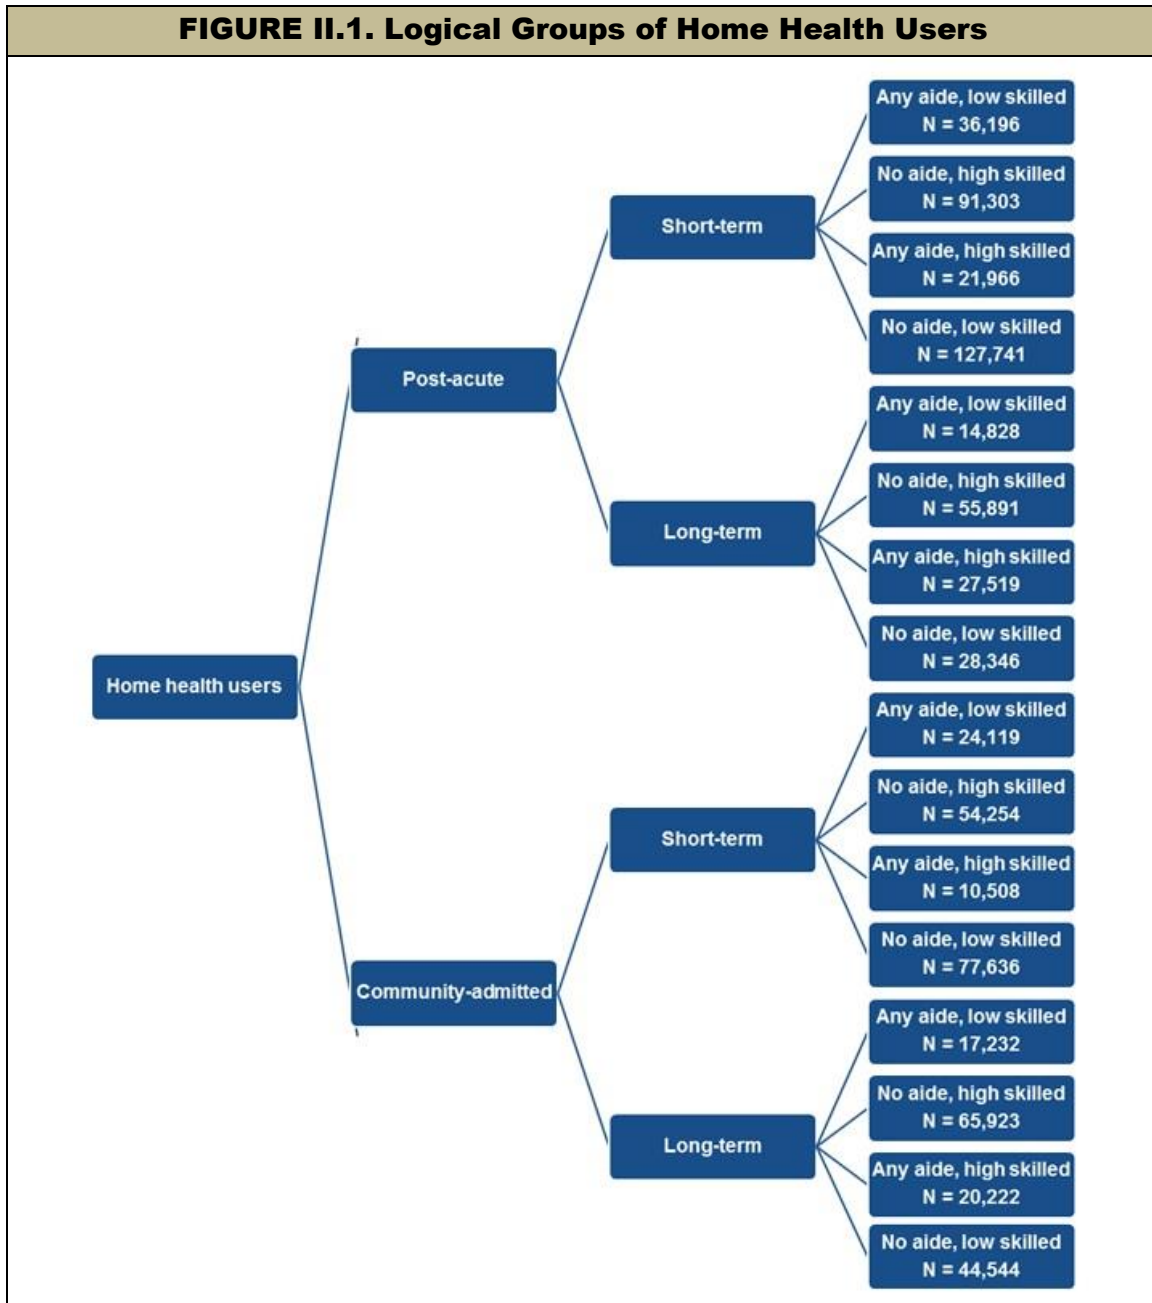 FIGURE II.1. Logical Groups of Home Health Users
Home health users
Post-acute
Community-admitted
Short-term
Long-term
Short-term
Long-term
Any aide, low skilled
N = 36,196
No aide, high skilled
N = 91,303
Any aide, high skilled
N = 21,966
No aide, low skilled
N = 127,741
Any aide, low skilled
N = 14,828
No aide, high skilled
N = 55,891
Any aide, high skilled
N = 27,519
No aide, low skilled
N = 28,346
Any aide, low skilled
N = 24,119
No aide, high skilled
N = 54,254
Any aide, high skilled
N = 10,508
No aide, low skilled
N = 77,636
Any aide, low skilled
N = 17,232
No aide, high skilled
N = 65,923
Any aide, high skilled
N = 20,222
No aide, low skilled
N = 44,544